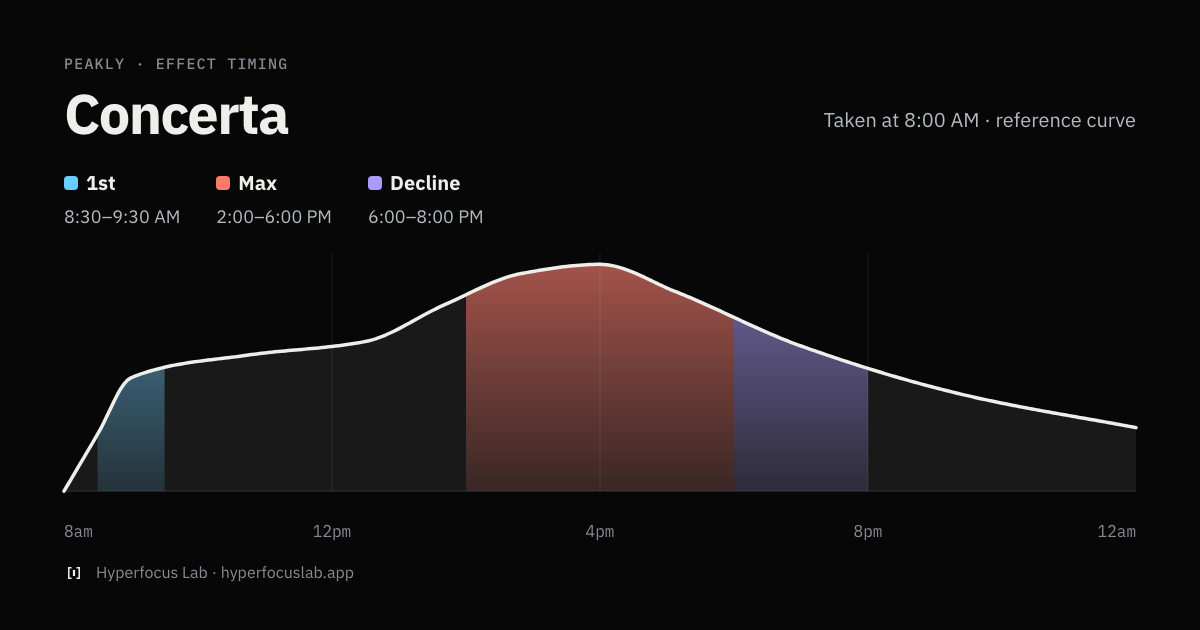 PEAKLY · EFFECT TIMING
Concerta
Taken at 8:00 AM · reference curve
1st Max Decline
8:30–9:30 AM 2:00–6:00 PM 6:00–8:00 PM
8am 12pm 4pm 8pm 12am
Hyperfocus Lab · hyperfocuslab.app